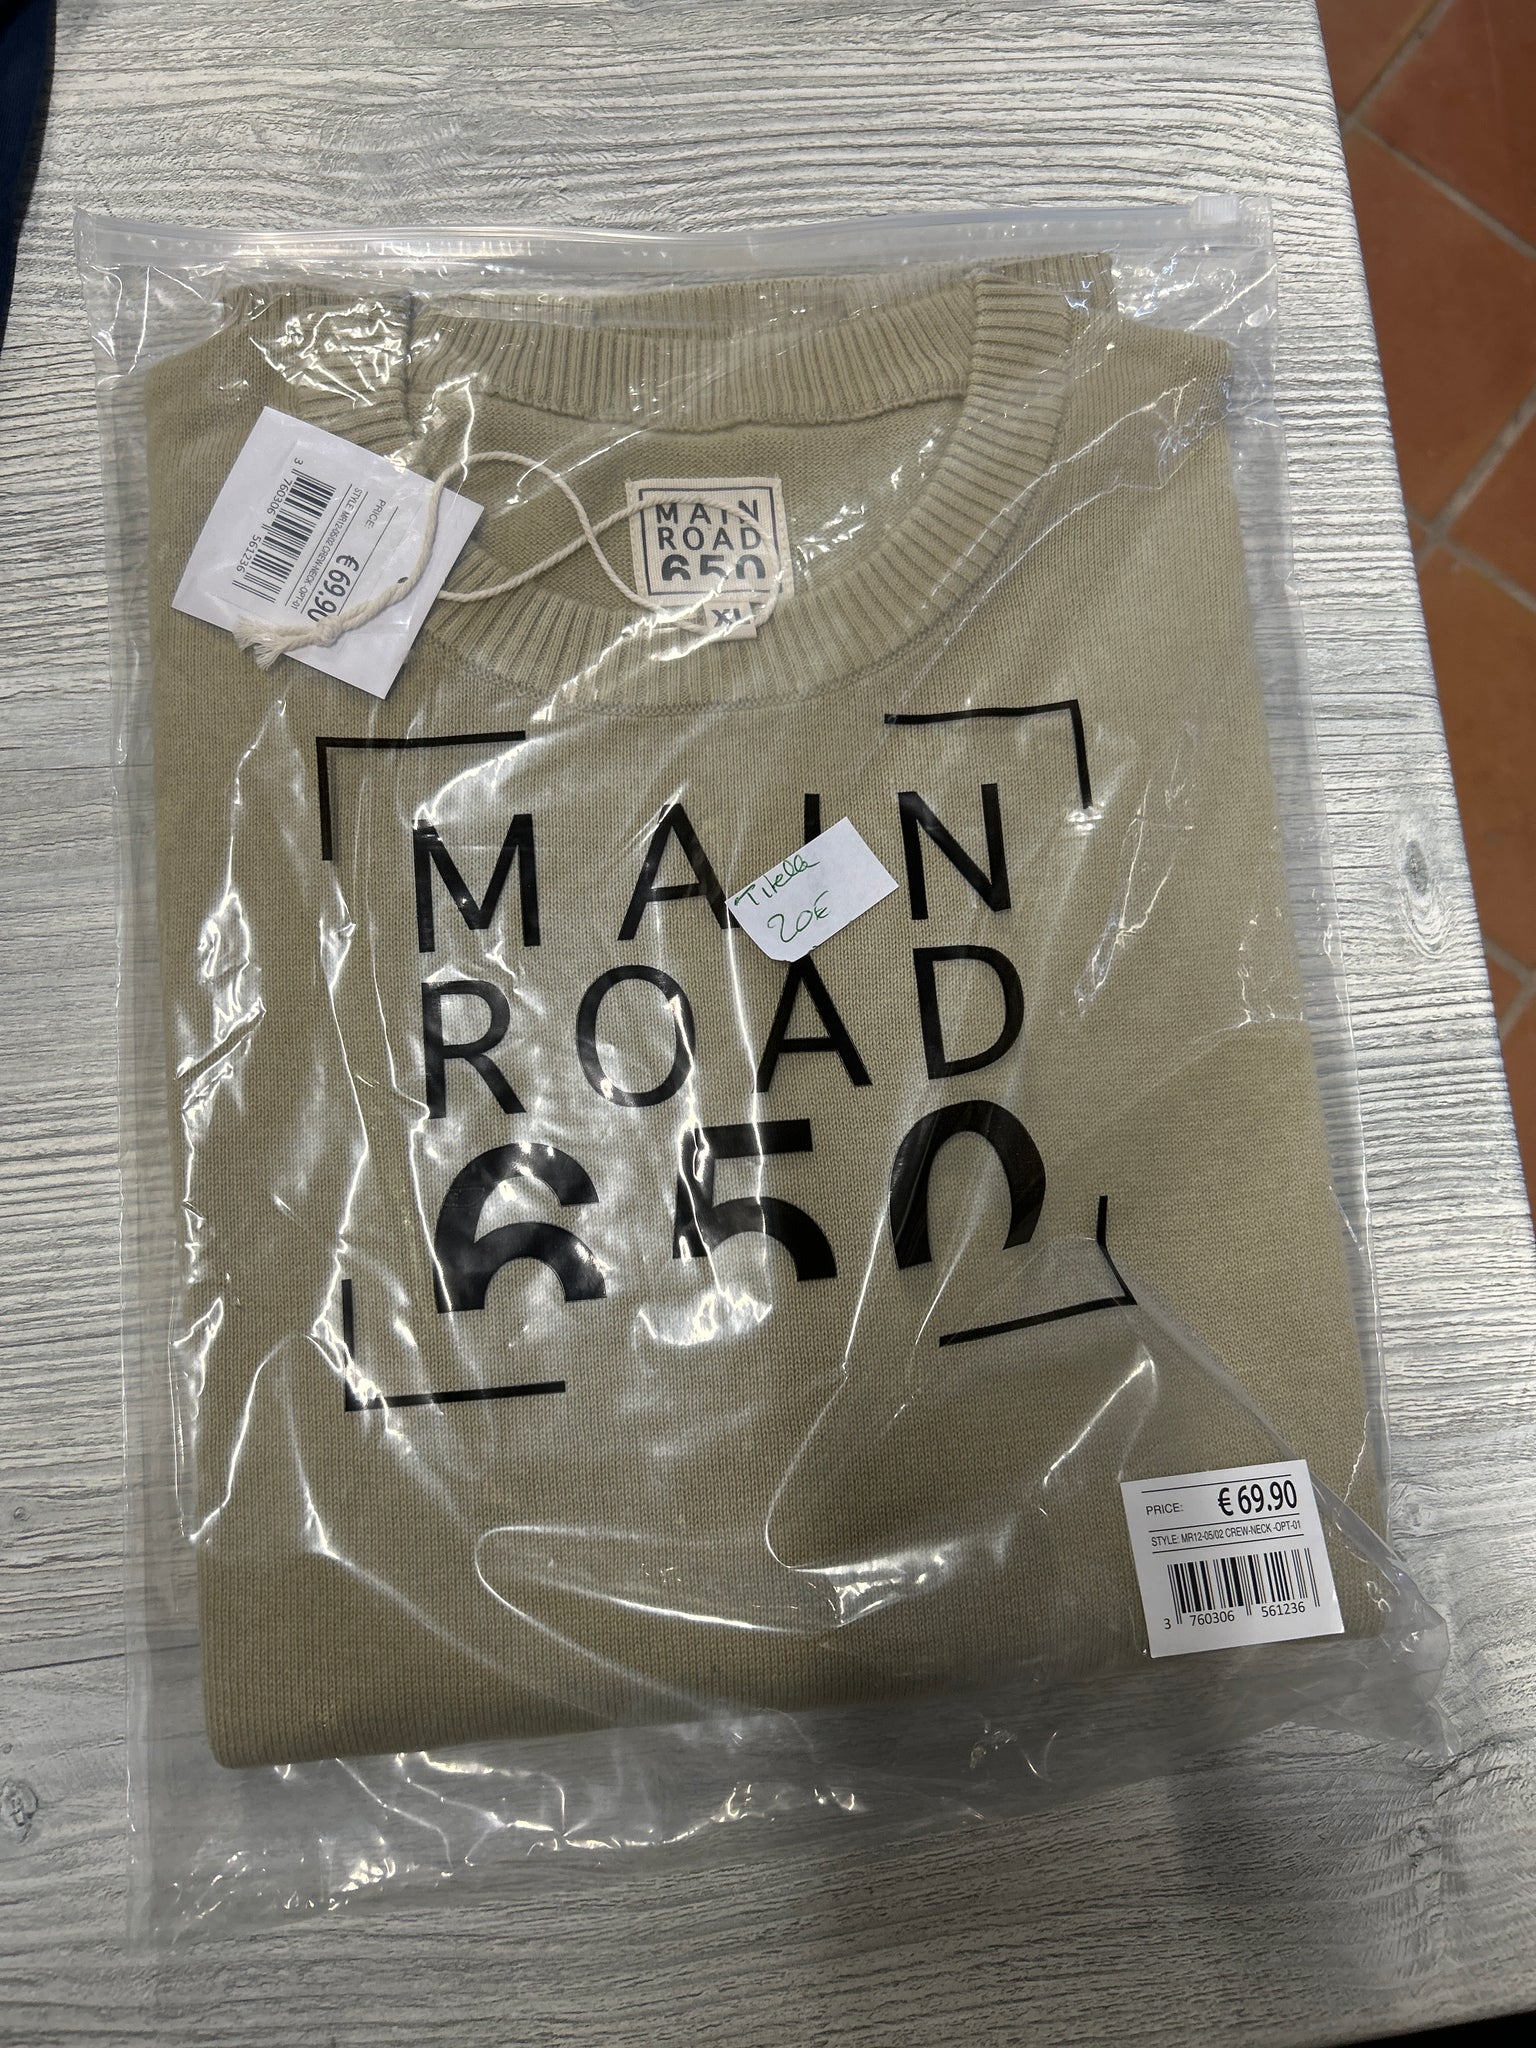 3 760306 561236
STYLE: MR12-05/02 CREW-NECK -OPT-01
PRICE:
€ 69.90
MAIN
ROAD
650
XL
MAIN
Titella
20€
ROAD
650
PRICE: € 69.90
STYLE: MR12-05/02 CREW-NECK -OPT-01
3 760306 561236